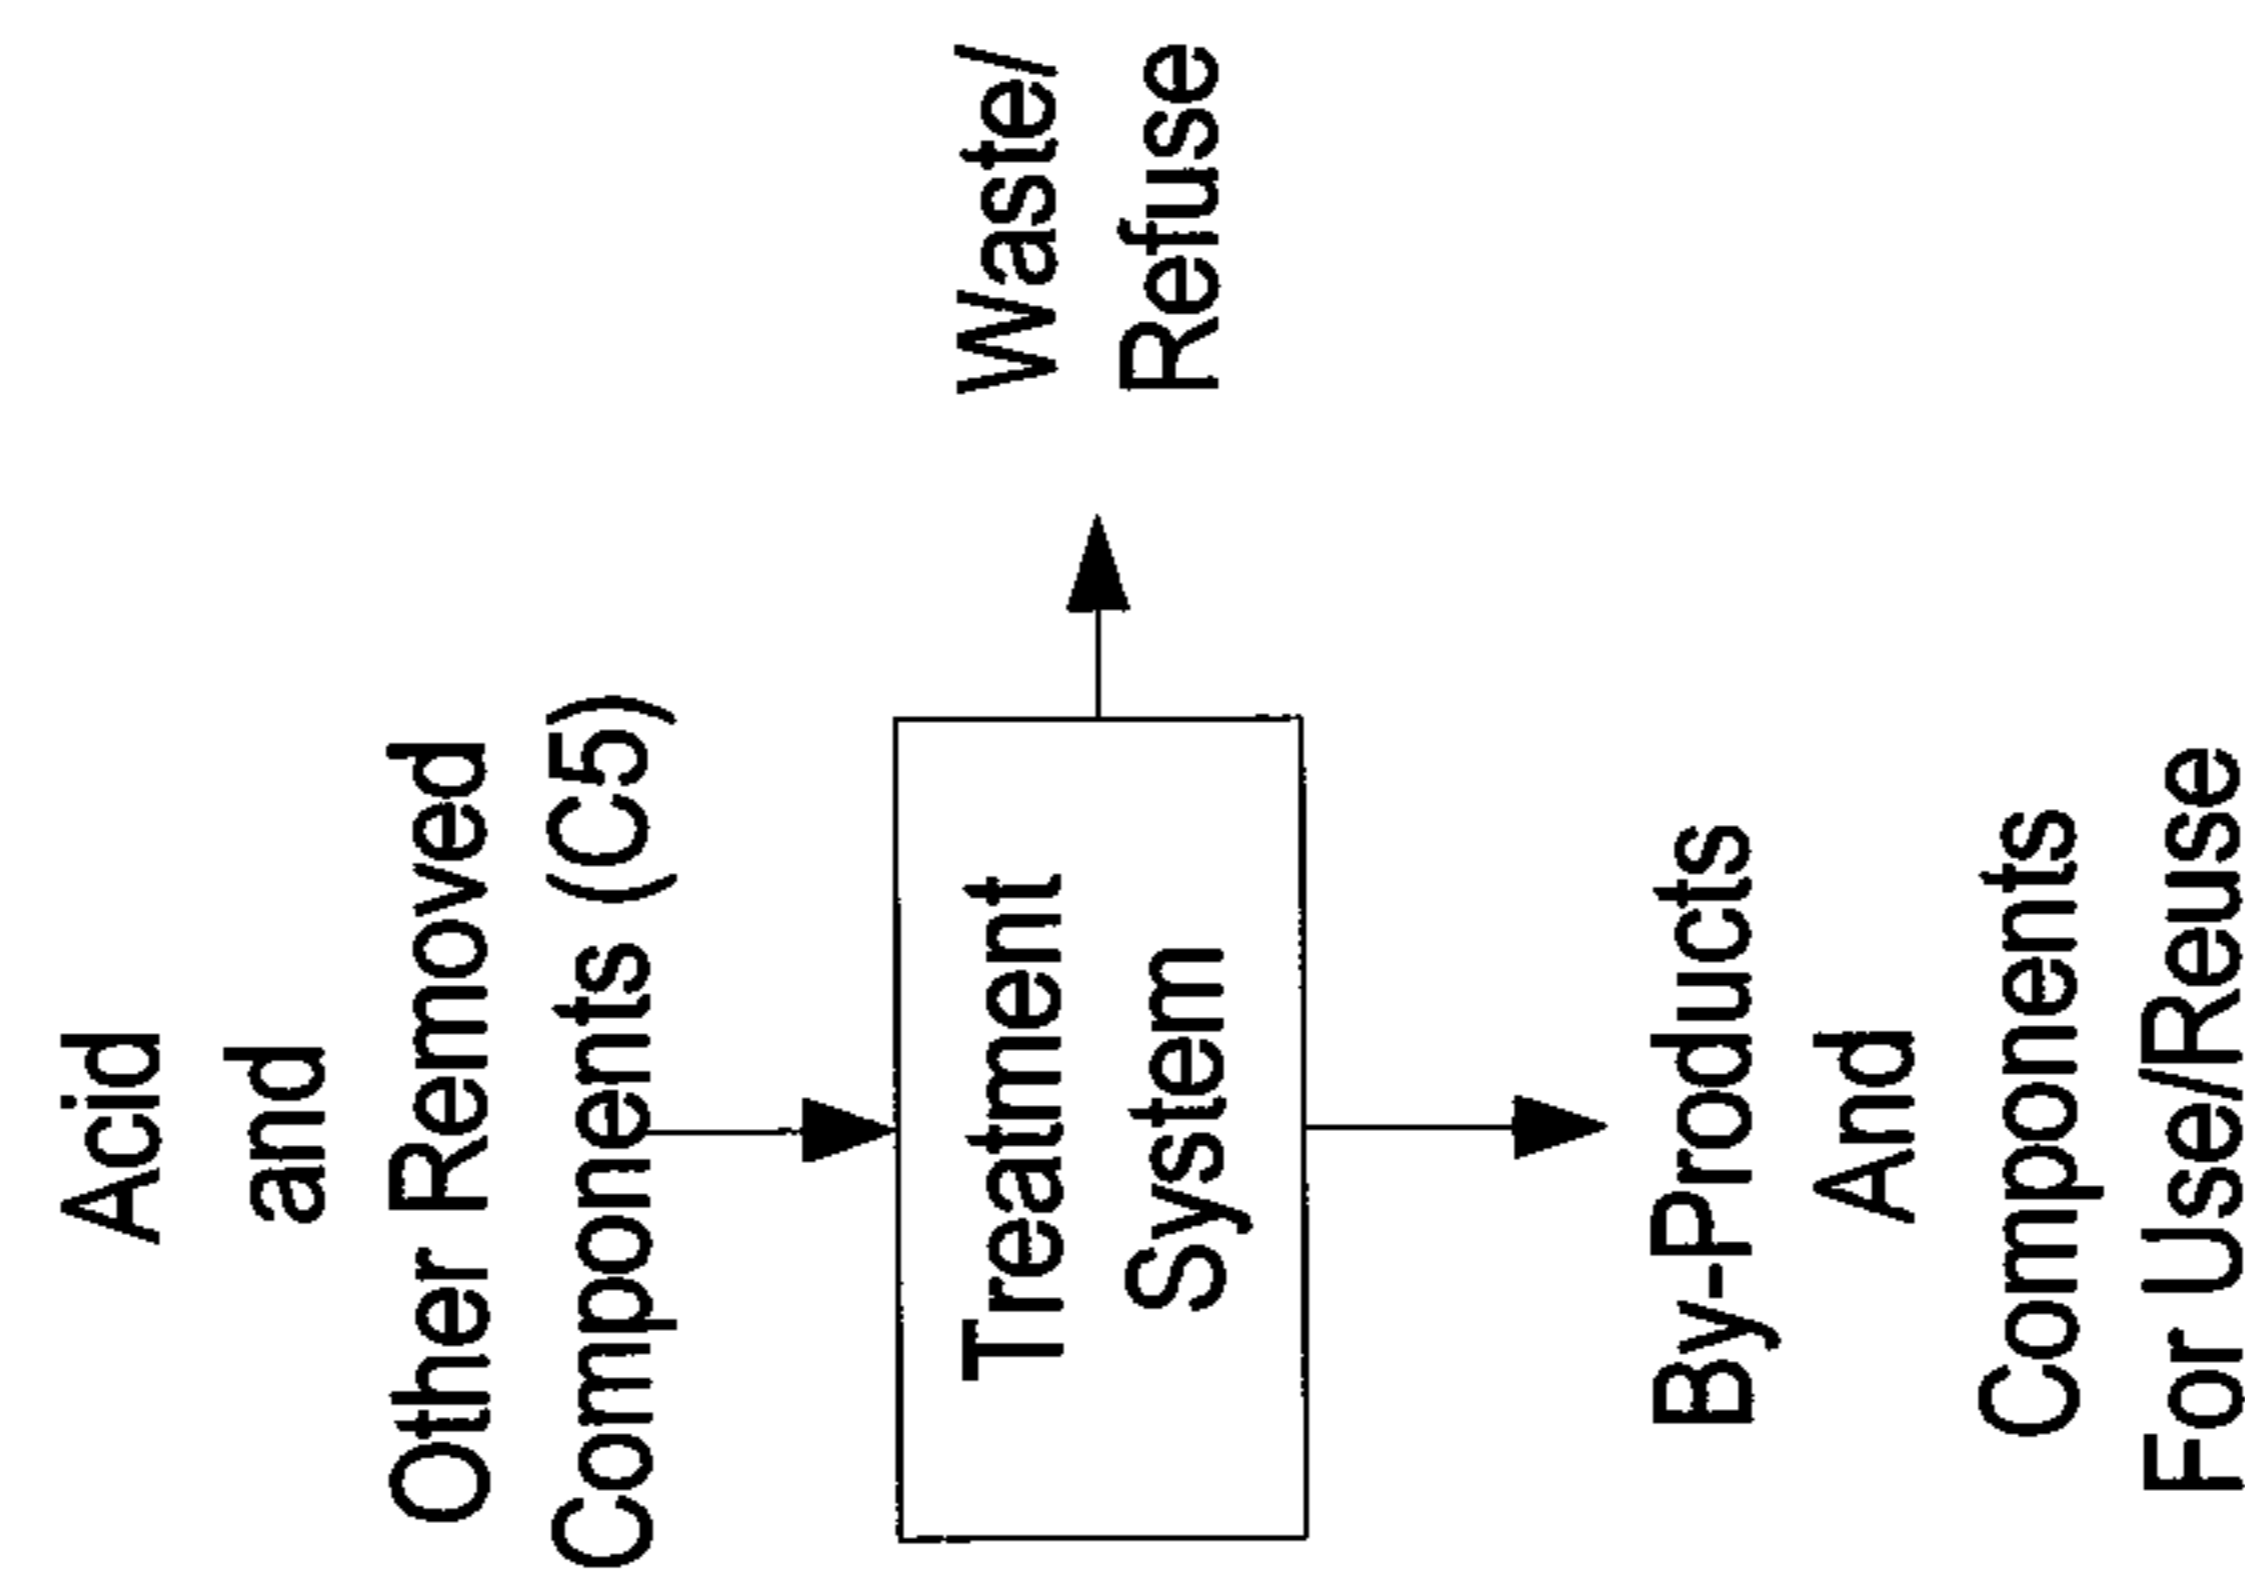 Acid
and
Other Removed
Components (C5)
Treatment
System
Waste/
Refuse
By-Products
And
Components
For Use/Reuse